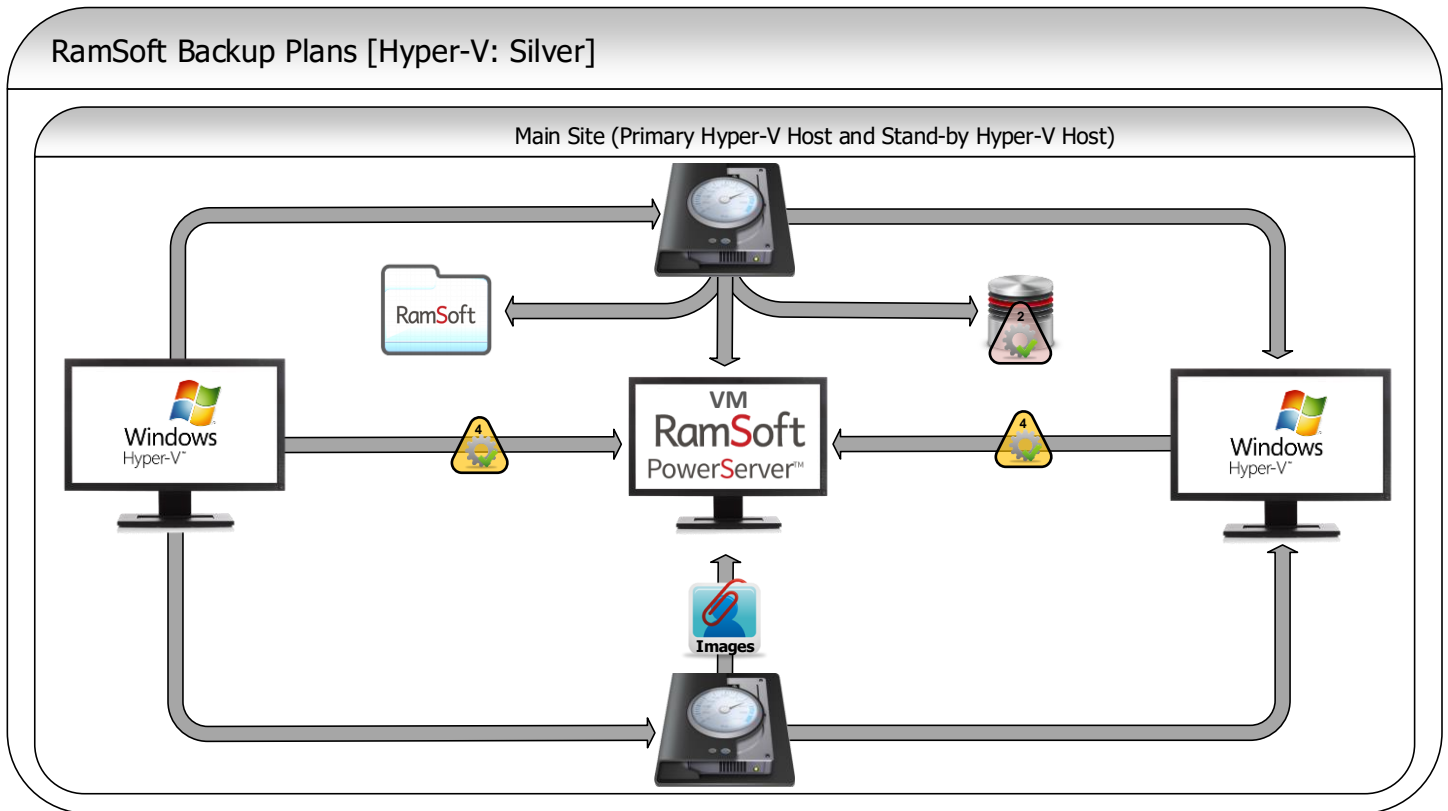 RamSoft Backup Plans [Hyper-V: Silver]
Main Site (Primary Hyper-V Host and Stand-by Hyper-V Host)
RamSoft
2
Windows
Hyper-V™
4
VM
RamSoft
PowerServer™
4
Windows
Hyper-V™
Images